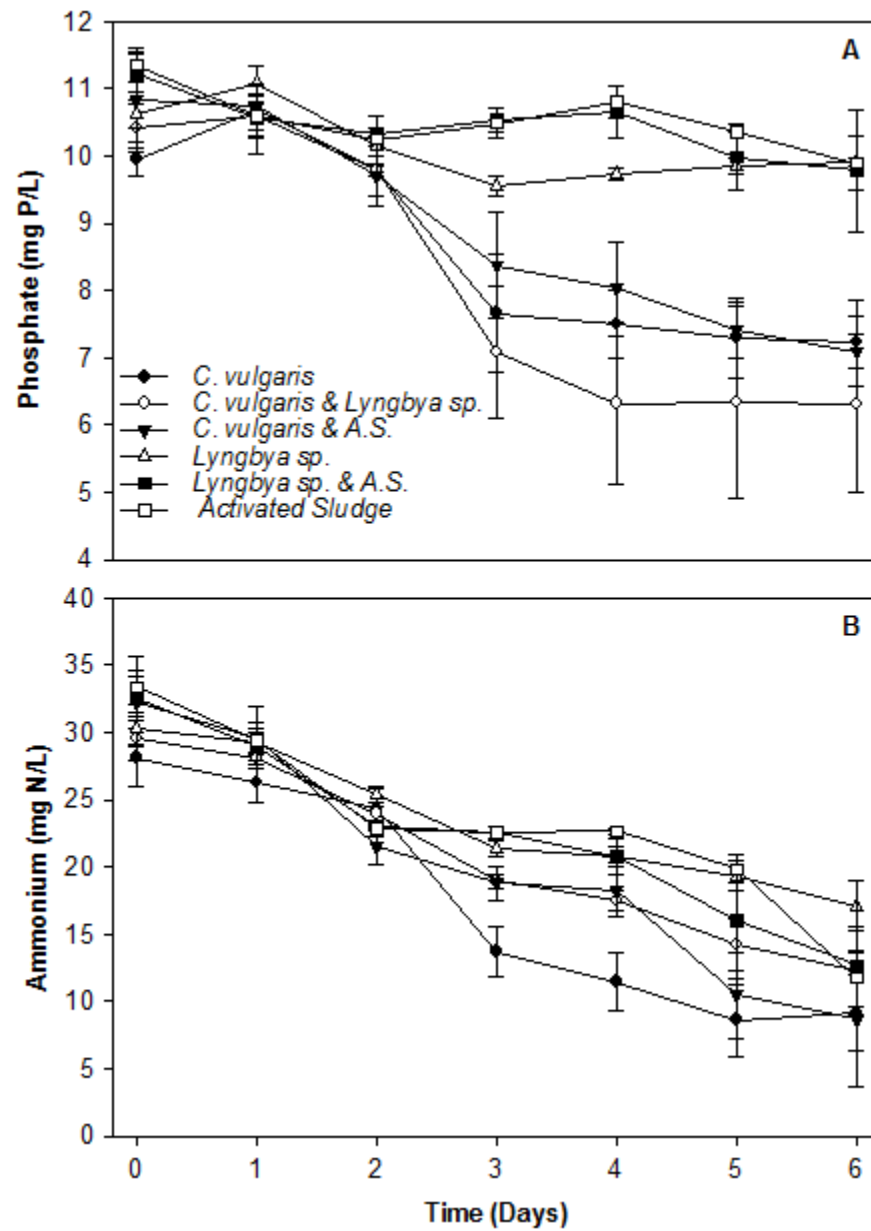 12
A
11
10
9
8
7
6
5
4
Phosphate (mg P/L)
C. vulgaris
C. vulgaris & Lyngbya sp.
C. vulgaris & A.S.
Lyngbya sp.
Lyngbya sp. & A.S.
Activated Sludge
40
B
35
30
25
20
15
10
5
0
Ammonium (mg N/L)
0 1 2 3 4 5 6
Time (Days)